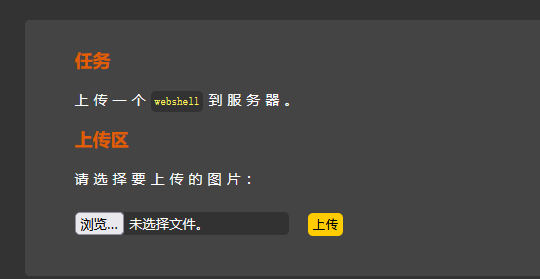 任务
上传一个 webshell 到服务器。
上传区
请选择要上传的图片：
浏览... 未选择文件。 上传